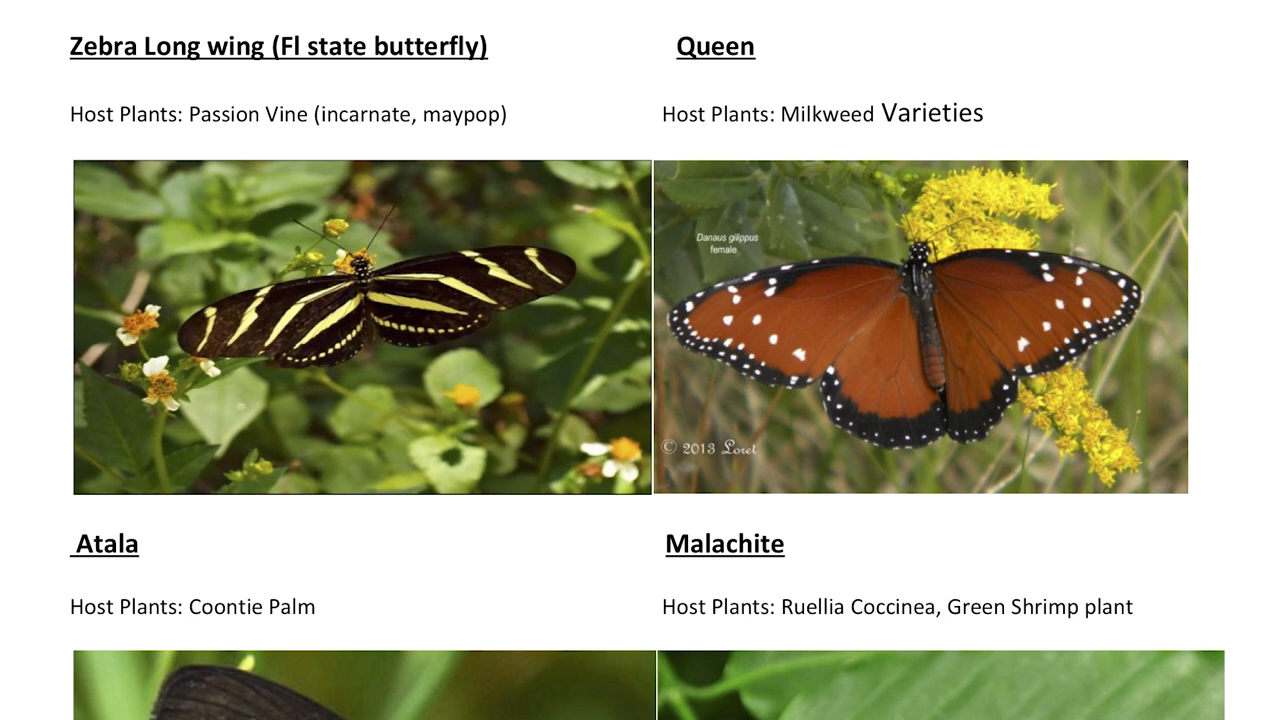 Zebra Long wing (Fl state butterfly)
Queen
Host Plants: Passion Vine (incarnate, maypop)
Host Plants: Milkweed Varieties
Danaus gilippus
female
© 2013 Loret
Atala
Malachite
Host Plants: Coontie Palm
Host Plants: Ruellia Coccinea, Green Shrimp plant